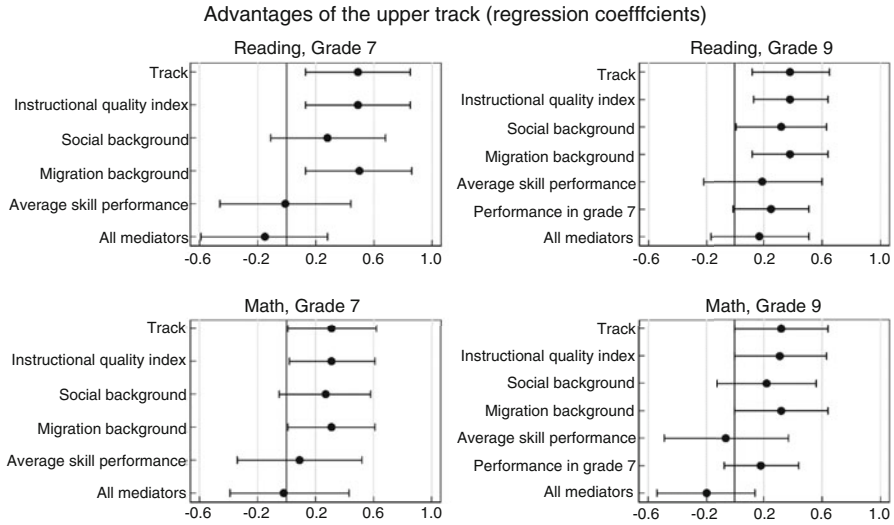 Advantages of the upper track (regression coefffcients)
Reading, Grade 7
Track
Instructional quality index
Social background
Migration background
Average skill performance
All mediators
-0.6 -0.2 0.2 0.6 1.0
Reading, Grade 9
Track
Instructional quality index
Social background
Migration background
Average skill performance
Performance in grade 7
All mediators
-0.6 -0.2 0.2 0.6 1.0
Math, Grade 7
Track
Instructional quality index
Social background
Migration background
Average skill performance
All mediators
-0.6 -0.2 0.2 0.6 1.0
Math, Grade 9
Track
Instructional quality index
Social background
Migration background
Average skill performance
Performance in grade 7
All mediators
-0.6 -0.2 0.2 0.6 1.0